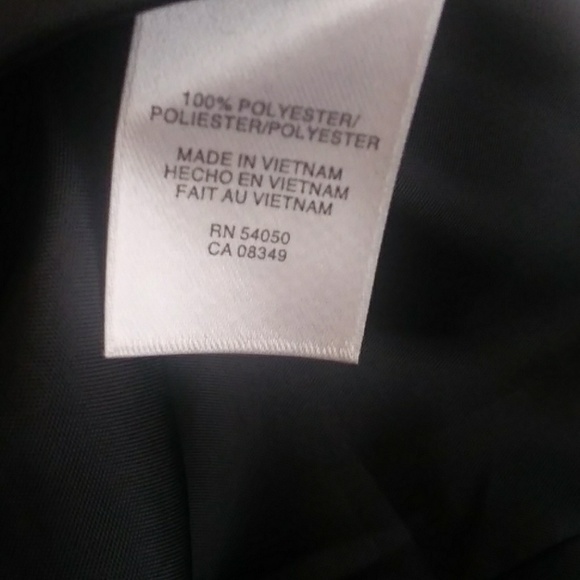 100% POLYESTER/
POLIESTER/POLYESTER
MADE IN VIETNAM
HECHO EN VIETNAM
FAIT AU VIETNAM
RN 54050
CA 08349